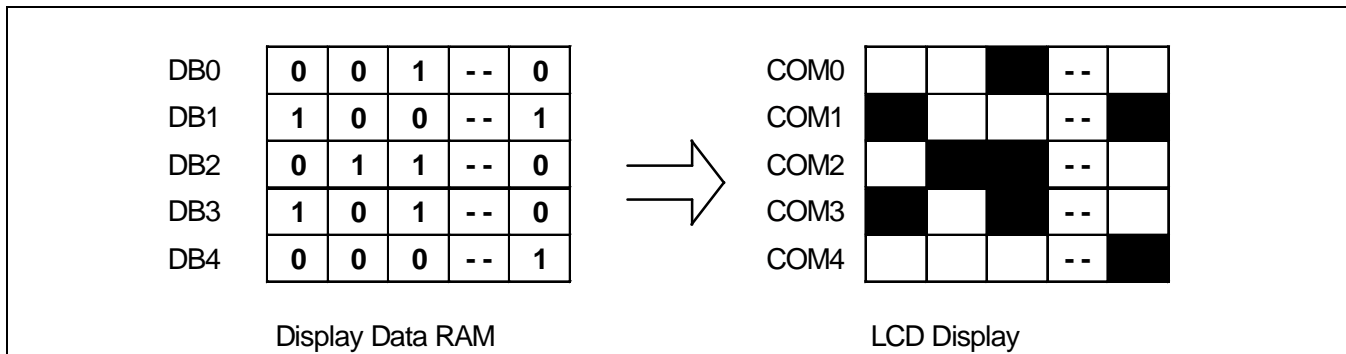 DB0 0 0 1 -- 0 COM0 --
DB1 1 0 0 -- 1 COM1 --
DB2 0 1 1 -- 0 COM2 --
DB3 1 0 1 -- 0 COM3 --
DB4 0 0 0 -- 1 COM4 --
Display Data RAM LCD Display